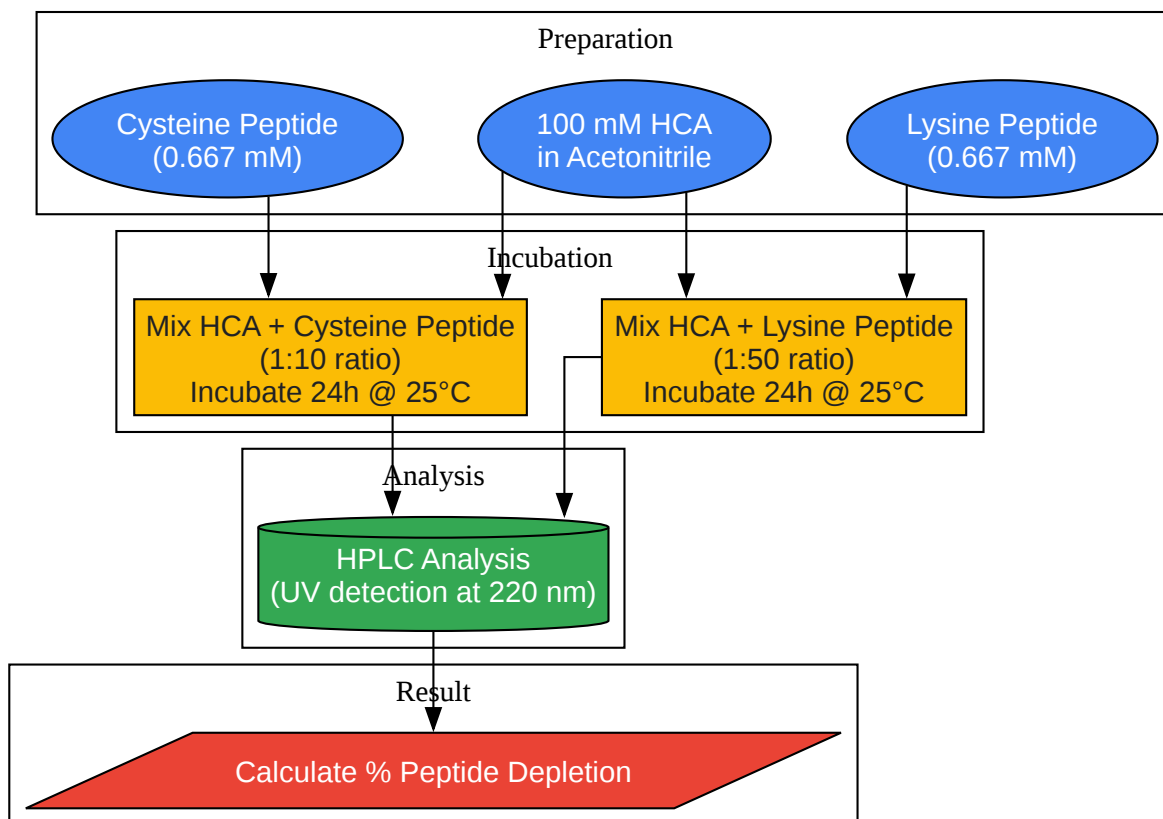 Preparation
Cysteine Peptide
(0.667 mM)
100 mM HCA
in Acetonitrile
Lysine Peptide
(0.667 mM)
Incubation
Mix HCA + Cysteine Peptide
(1:10 ratio)
Incubate 24h @ 25°C
Mix HCA + Lysine Peptide
(1:50 ratio)
Incubate 24h @ 25°C
Analysis
HPLC Analysis
(UV detection at 220 nm)
Result
Calculate % Peptide Depletion